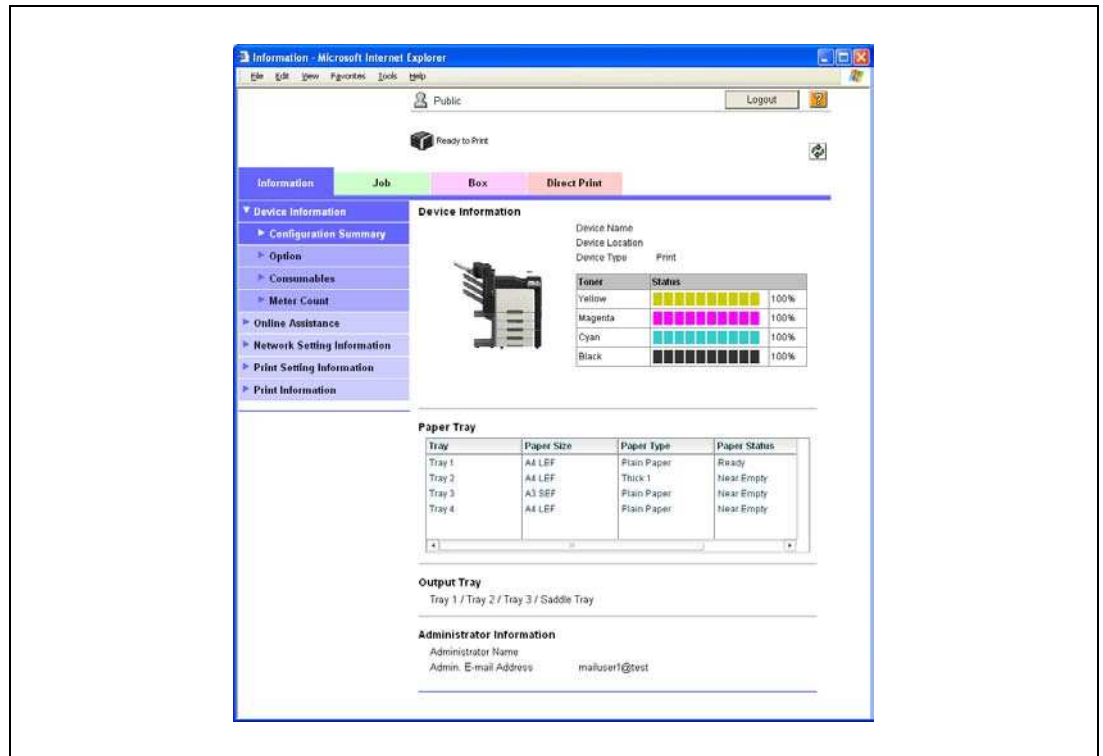 Information - Microsoft Internet Explorer
File Edit View Favorites Tools Help
Public
Logout
?
Ready to Print
Information Job Box Direct Print
Device Information
Configuration Summary
Option
Consumables
Meter Count
Online Assistance
Network Setting Information
Print Setting Information
Print Information
Device Information
Device Name
Device Location
Device Type Print
Toner Status
Yellow 100%
Magenta 100%
Cyan 100%
Black 100%
Paper Tray
Tray Paper Size Paper Type Paper Status
Tray 1 A4 LEF Plain Paper Ready
Tray 2 A4 LEF Thick 1 Near Empty
Tray 3 A3 SEF Plain Paper Near Empty
Tray 4 A4 LEF Plain Paper Near Empty
Output Tray
Tray 1 / Tray 2 / Tray 3 / Saddle Tray
Administrator Information
Administrator Name
Admin. E-mail Address mailuser1@test